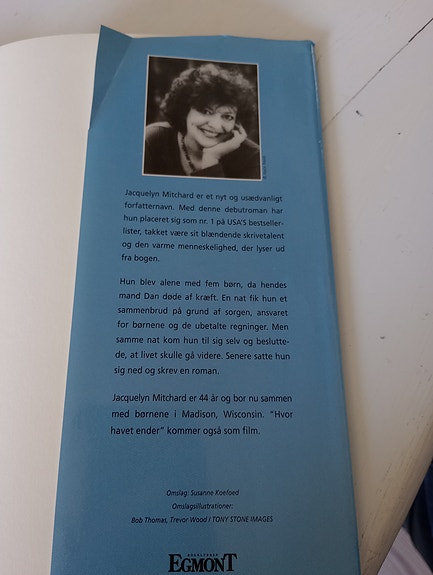 Jacquelyn Mitchard er et nyt og usædvanligt
forfatternavn. Med denne debutroman har
hun placeret sig som nr. 1 på USA'S bestseller-
lister, takket være sit blændende skrivetalent
og den varme menneskelighed, der lyser ud
fra bogen.
Hun blev alene med fem børn, da hendes
mand Dan døde af kræft. En nat fik hun et
sammenbrud på grund af sorgen, ansvaret
for børnene og de ubetalte regninger. Men
samme nat kom hun til sig selv og beslutte-
de, at livet skulle gå videre. Senere satte hun
sig ned og skrev en roman.
Jacquelyn Mitchard er 44 år og bor nu sammen
med børnene i Madison, Wisconsin. "Hvor
havet ender" kommer også som film.
Omslag: Susanne Koefoed
Omslagsillustrationer:
Bob Thomas, Trevor Wood / TONY STONE IMAGES
BOGKLUBBEN
EGMONT